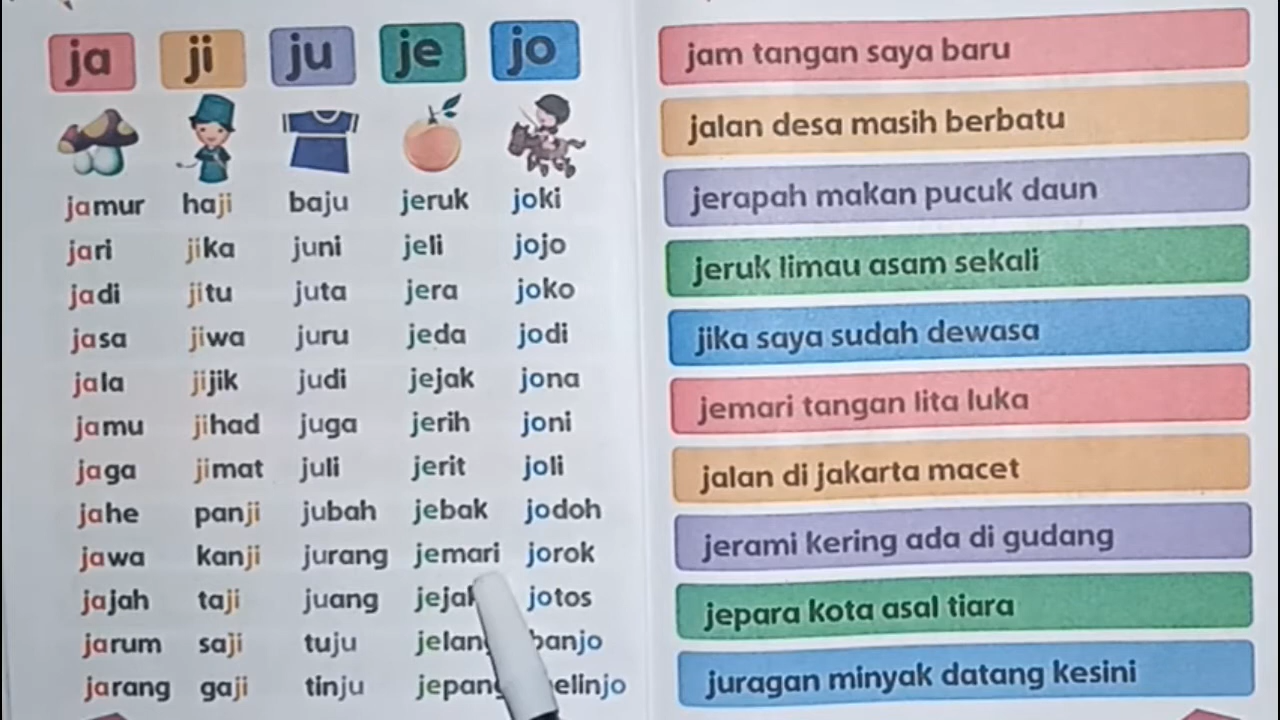 ja ji ju je jo
jamur haji baju jeruk joki
jari jika juni jeli jojo
jadi jitu juta jera joko
jasa jiwa juru jeda jodi
jala jijik judi jejak jona
jamu jihad juga jerih joni
jaga jimat juli jerit joli
jahe panji jubah jebak jodoh
jawa kanji jurang jemari jorok
jajah taji juang jotos
jarum saji tuju banjo
jarang gaji tinju
jam tangan saya baru
jalan desa masih berbatu
jerapah makan pucuk daun
jeruk limau asam sekali
jika saya sudah dewasa
jemari tangan lita luka
jalan di jakarta macet
jerami kering ada di gudang
jepara kota asal tiara
juragan minyak datang kesini